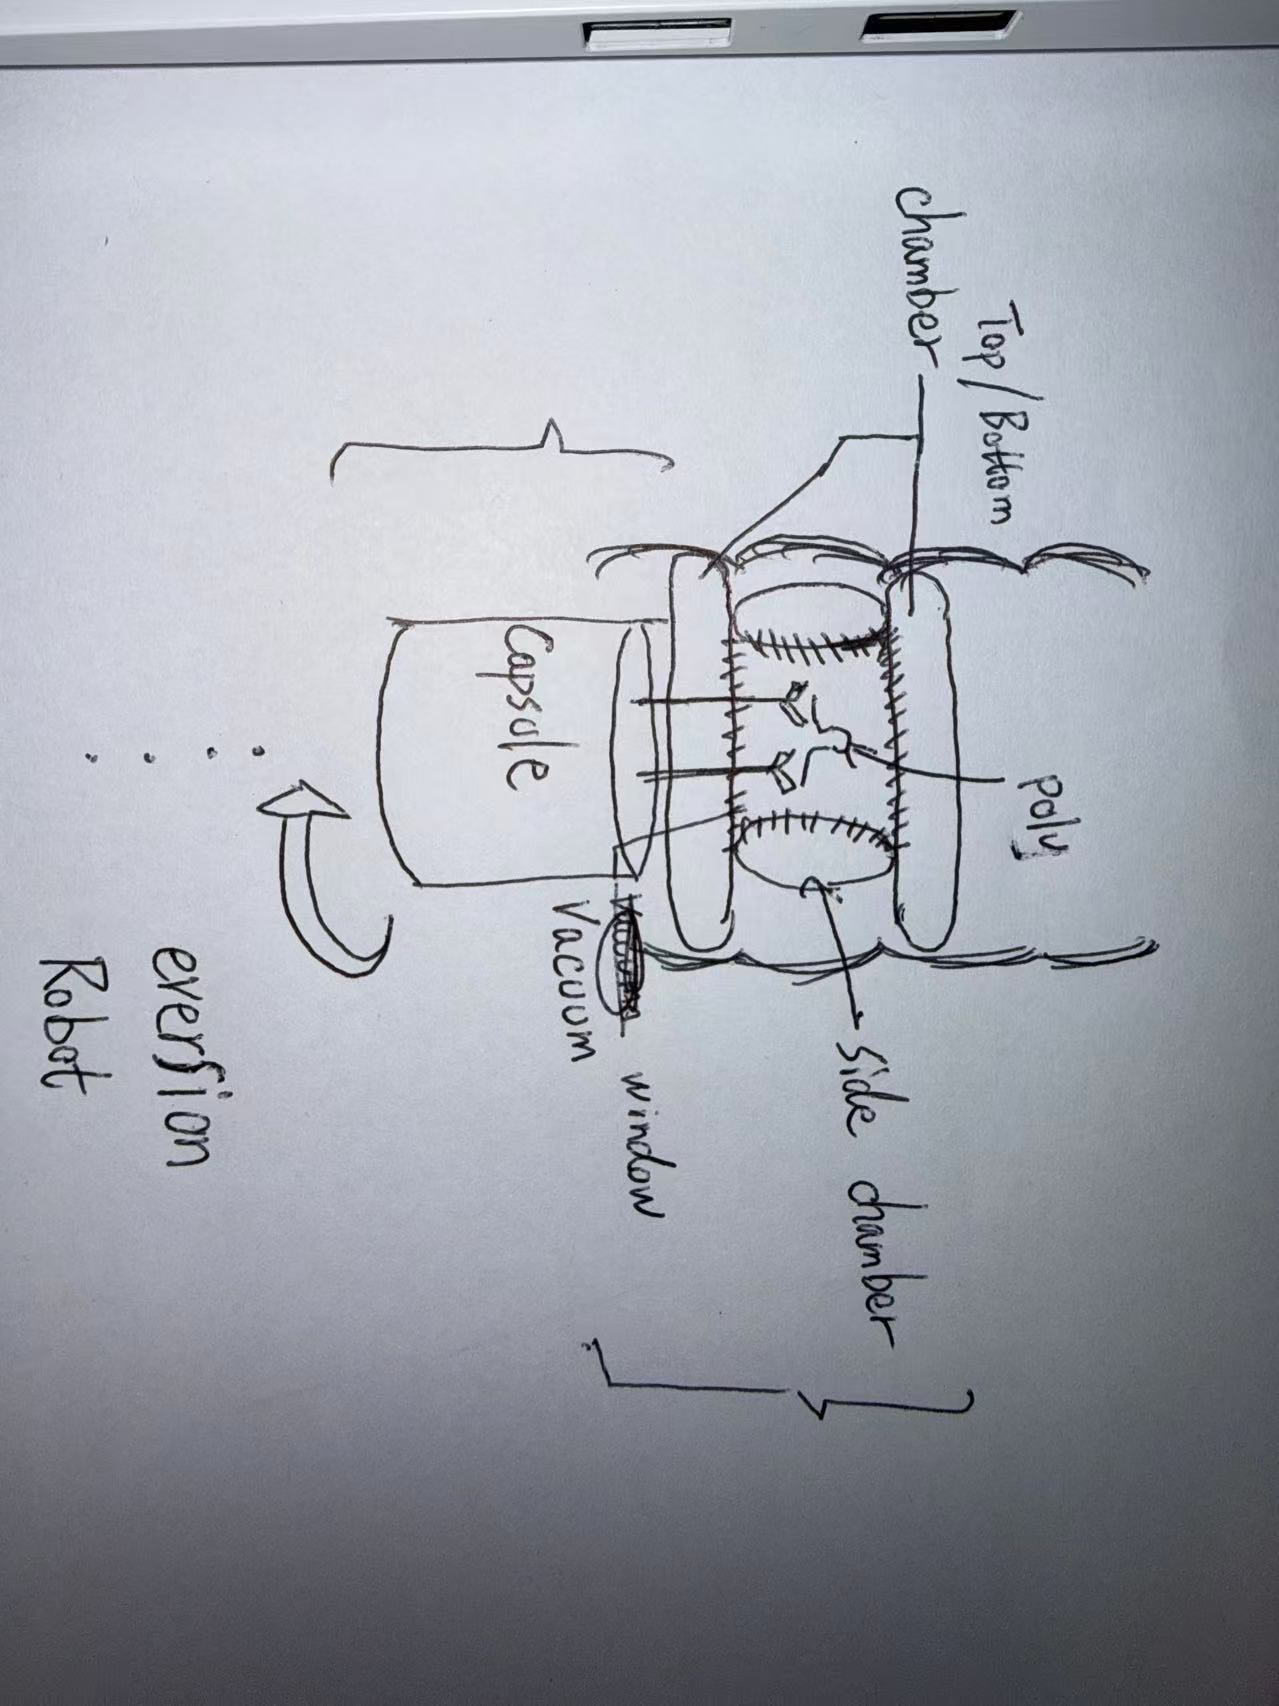 Top/Bottom
chamber
poly
side chamber
window
Vacuum
Capsule
eversion
Robot